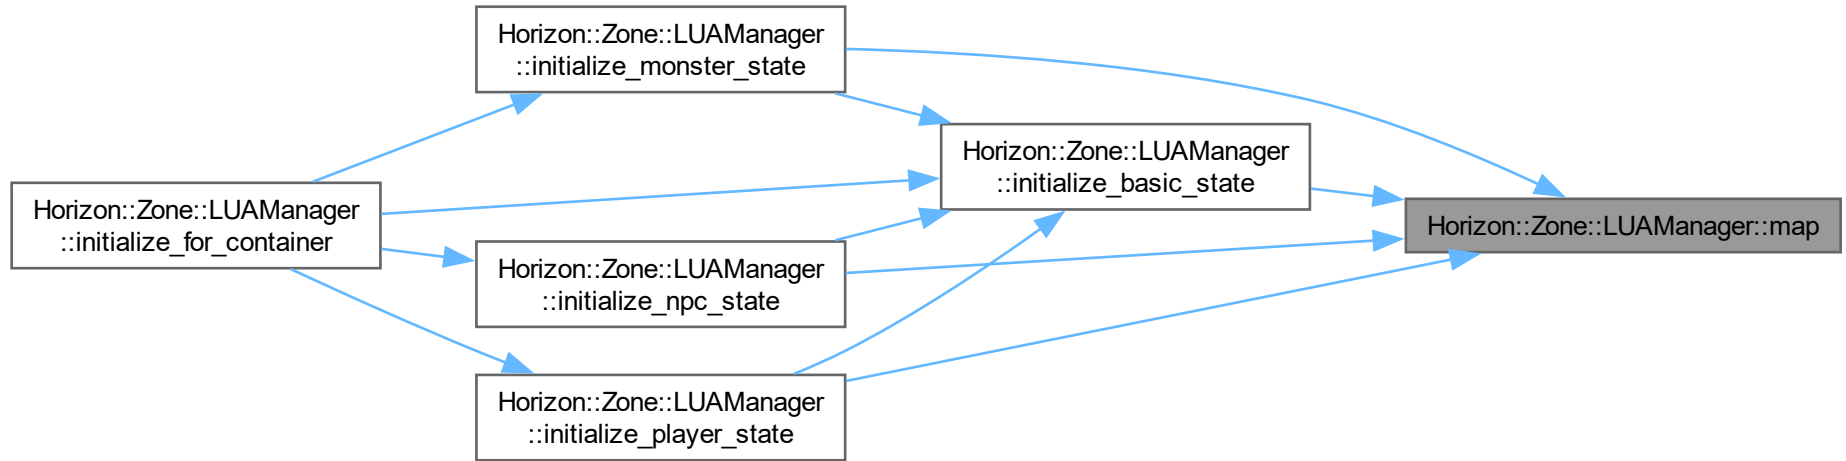 Horizon::Zone::LUAManager
::initialize_monster_state
Horizon::Zone::LUAManager
::initialize_basic_state
Horizon::Zone::LUAManager
::initialize_for_container
Horizon::Zone::LUAManager::map
Horizon::Zone::LUAManager
::initialize_npc_state
Horizon::Zone::LUAManager
::initialize_player_state